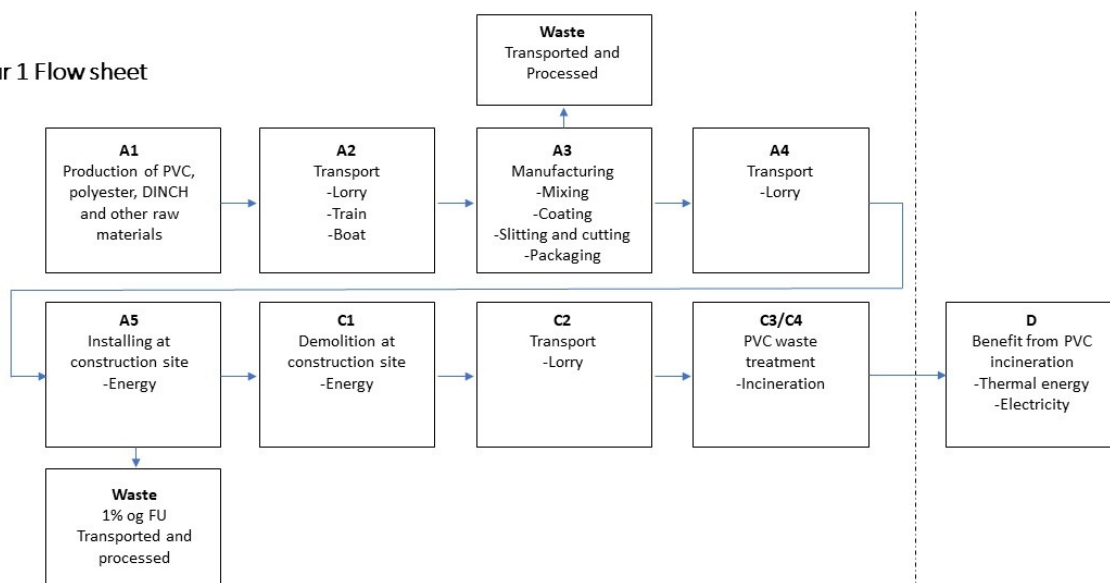 r 1 Flow sheet
Waste
Transported and
Processed
A1
Production of PVC,
polyester, DINCH
and other raw
materials
A2
Transport
-Lorry
-Train
-Boat
A3
Manufacturing
-Mixing
-Coating
-Slitting and cutting
-Packaging
A4
Transport
-Lorry
A5
Installing at
construction site
-Energy
C1
Demolition at
construction site
-Energy
C2
Transport
-Lorry
C3/C4
PVC waste
treatment
-Incineration
D
Benefit from PVC
incineration
-Thermal energy
-Electricity
Waste
1% og FU
Transported and
processed